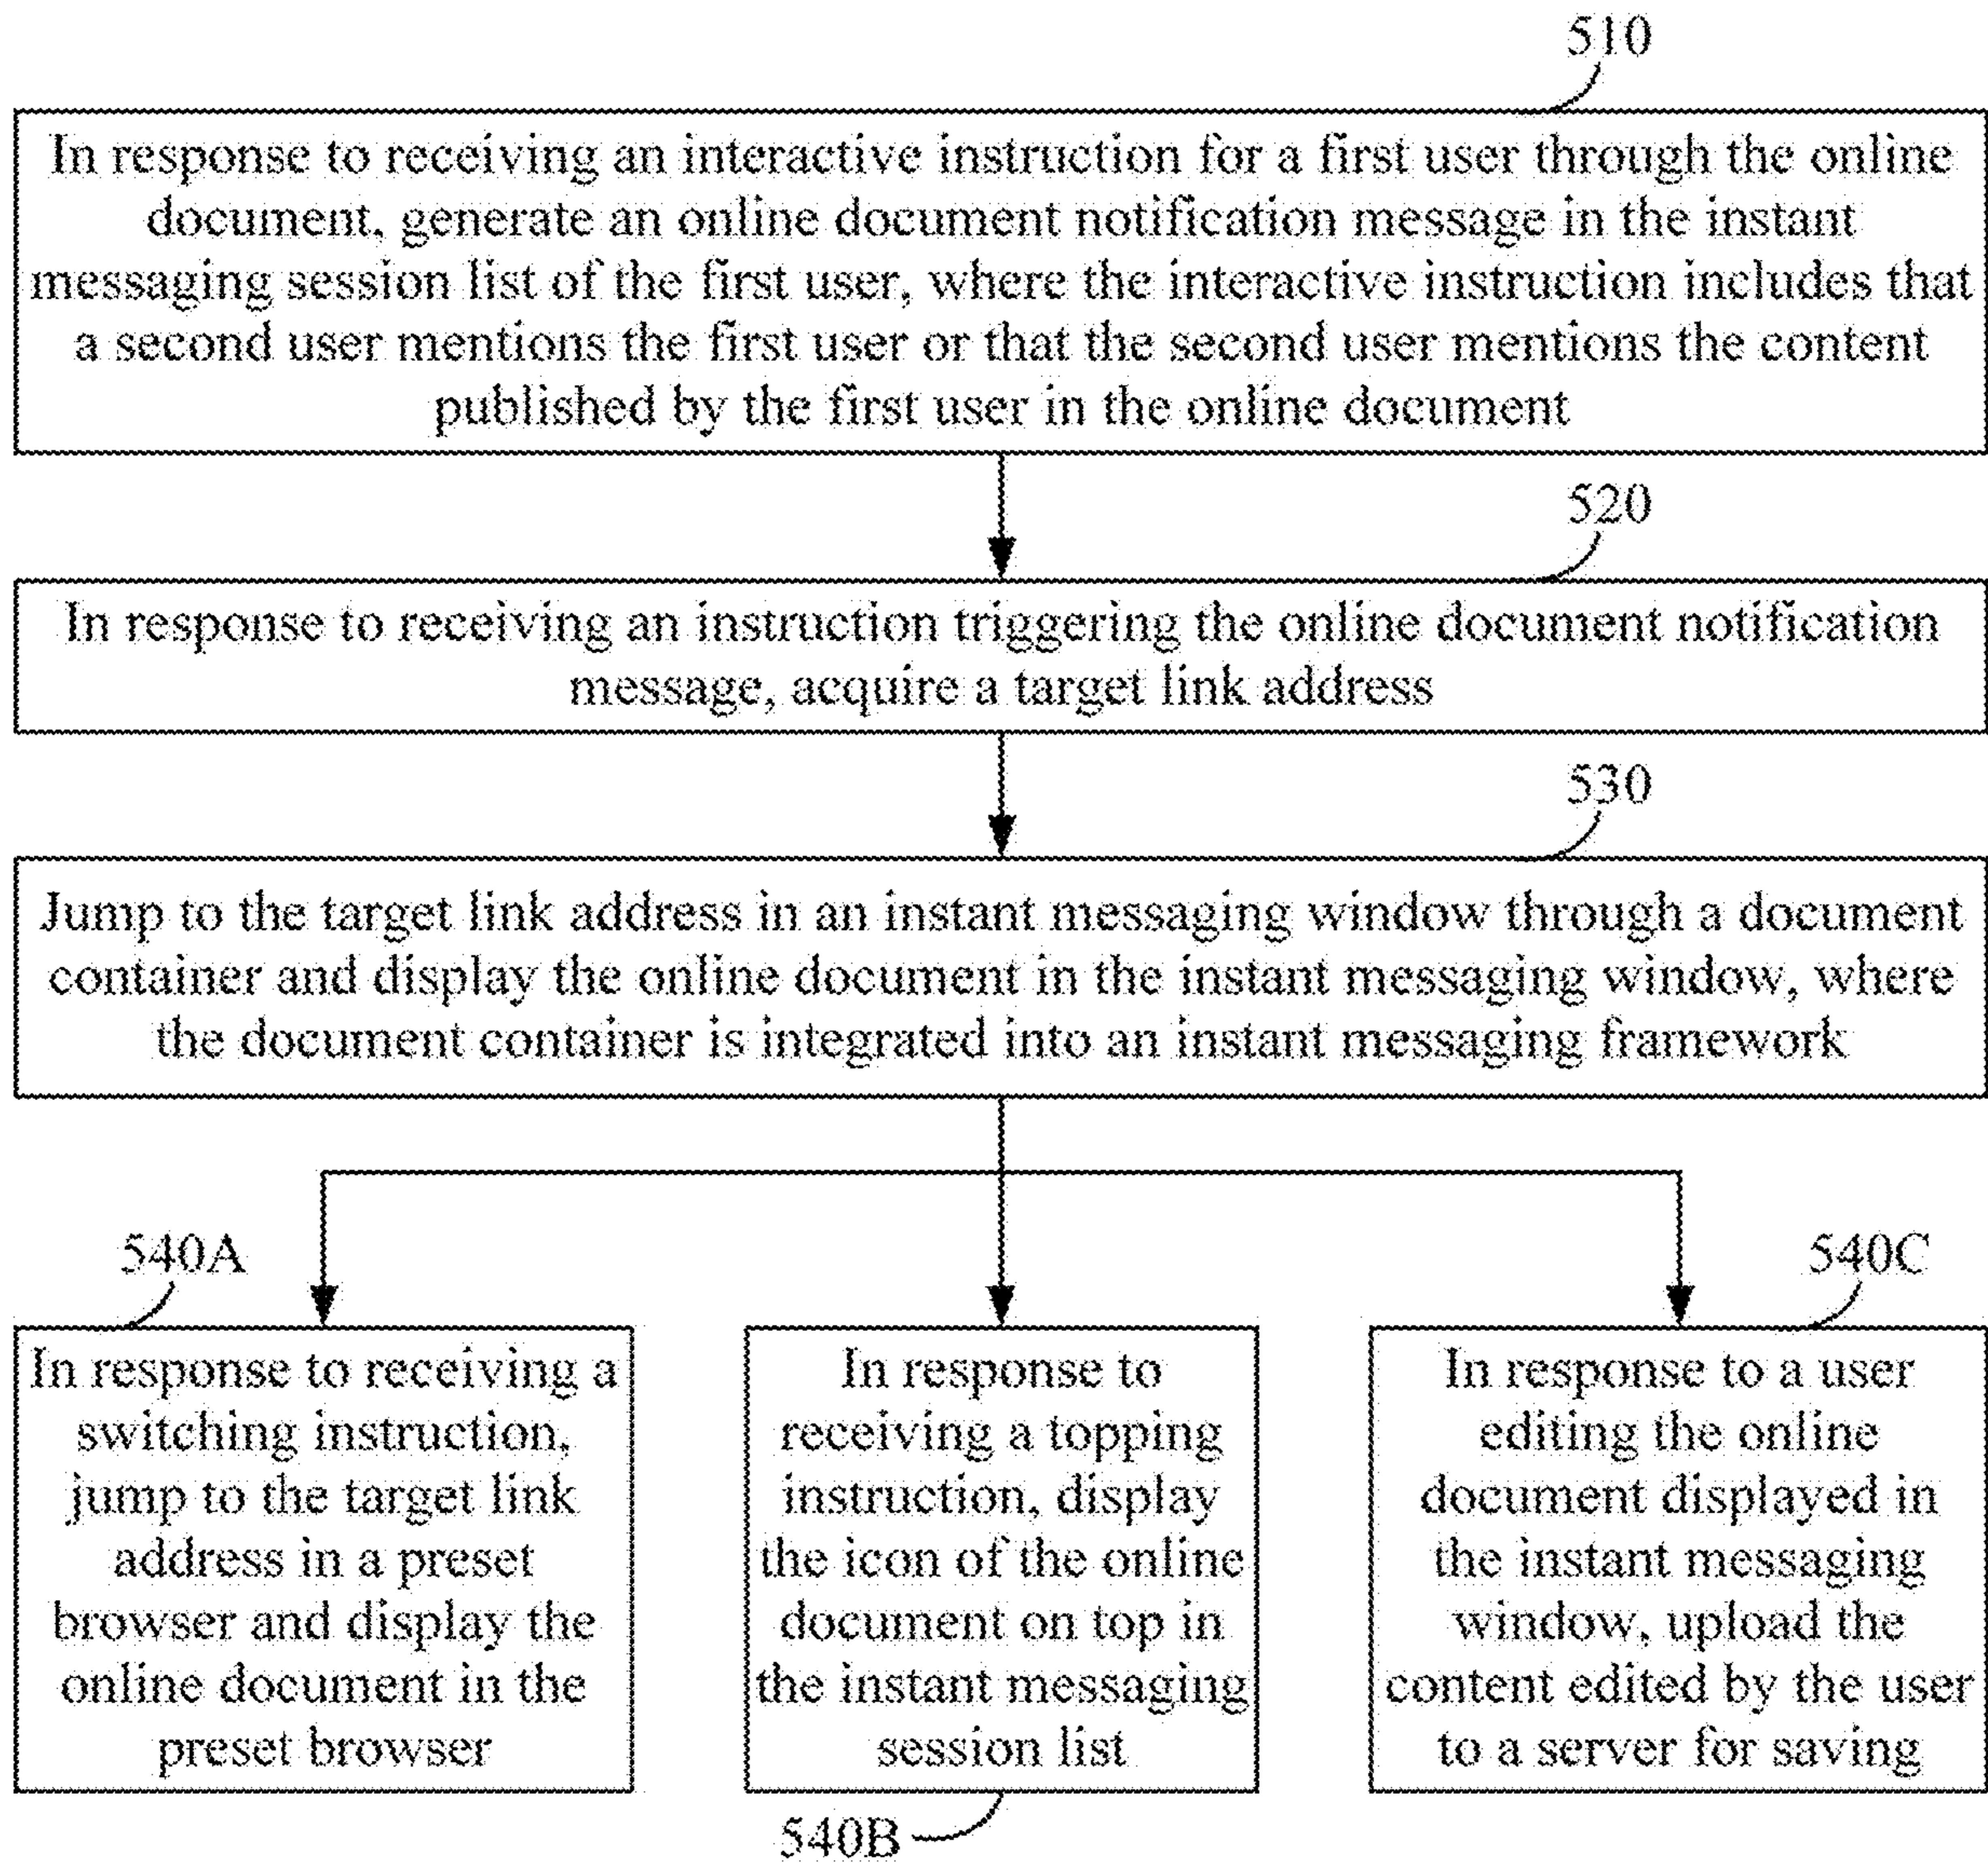 510
In response to receiving an interactive instruction for a first user through the online
document, generate an online document notification message in the instant
messaging session list of the first user, where the interactive instruction includes that
a second user mentions the first user or that the second user mentions the content
published by the first user in the online document
520
In response to receiving an instruction triggering the online document notification
message, acquire a target link address
530
Jump to the target link address in an instant messaging window through a document
container and display the online document in the instant messaging window, where
the document container is integrated into an instant messaging framework
540A
In response to receiving a
switching instruction,
jump to the target link
address in a preset
browser and display the
online document in the
preset browser
In response to
receiving a topping
instruction, display
the icon of the online
document on top in
the instant messaging
session list
540B
540C
In response to a user
editing the online
document displayed in
the instant messaging
window, upload the
content edited by the user
to a server for saving